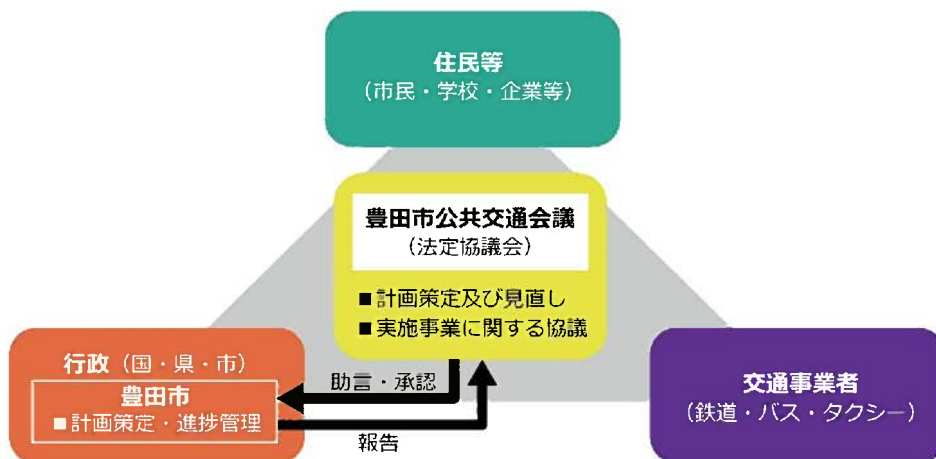 住民等
（市民・学校・企業等）
豊田市公共交通会議
（法定協議会）
■計画策定及び見直し
■実施事業に関する協議
行政（国・県・市）
豊田市
■計画策定・進捗管理
助言・承認
報告
交通事業者
（鉄道・バス・タクシー）